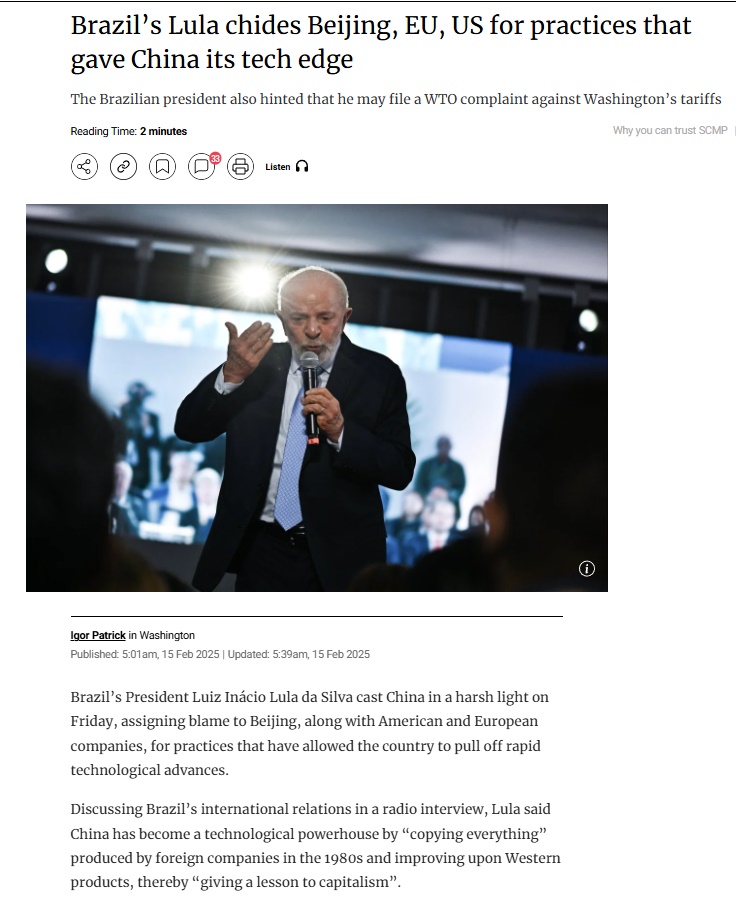 Brazil’s Lula chides Beijing, EU, US for practices that
gave China its tech edge
The Brazilian president also hinted that he may file a WTO complaint against Washington’s tariffs
Reading Time: 2 minutes
Why you can trust SCMP
33
Listen
Igor Patrick in Washington
Published: 5:01am, 15 Feb 2025 | Updated: 5:39am, 15 Feb 2025
Brazil’s President Luiz Inácio Lula da Silva cast China in a harsh light on
Friday, assigning blame to Beijing, along with American and European
companies, for practices that have allowed the country to pull off rapid
technological advances.
Discussing Brazil’s international relations in a radio interview, Lula said
China has become a technological powerhouse by “copying everything”
produced by foreign companies in the 1980s and improving upon Western
products, thereby “giving a lesson to capitalism”.